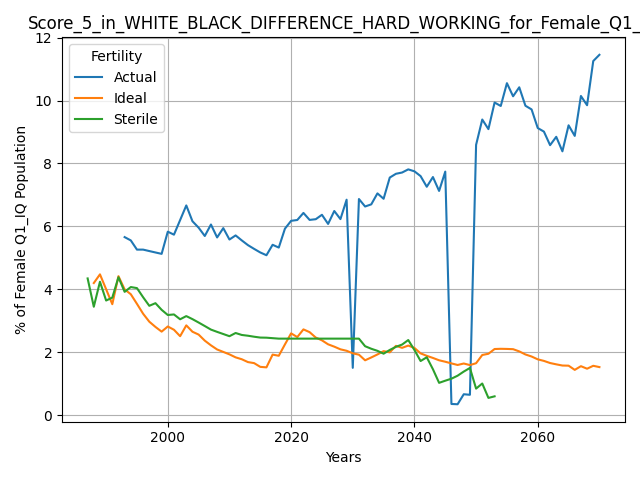 Score_5_in_WHITE_BLACK_DIFFERENCE_HARD_WORKING_for_Female_Q1_
Fertility
Actual
Ideal
Sterile
% of Female Q1_IQ Population
12
10
8
6
4
2
0
2000
2020
2040
2060
Years